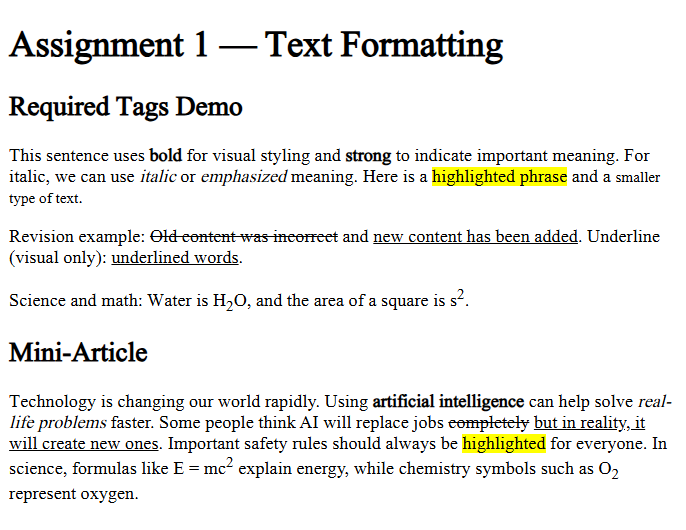 Assignment 1 — Text Formatting
Required Tags Demo
This sentence uses bold for visual styling and strong to indicate important meaning. For
italic, we can use italic or emphasized meaning. Here is a highlighted phrase and a smaller
type of text.
Revision example: Old content was incorrect and new content has been added. Underline
(visual only): underlined words.
Science and math: Water is H₂O, and the area of a square is s².
Mini-Article
Technology is changing our world rapidly. Using artificial intelligence can help solve real-
life problems faster. Some people think AI will replace jobs completely but in reality, it
will create new ones. Important safety rules should always be highlighted for everyone. In
science, formulas like E = mc² explain energy, while chemistry symbols such as O₂
represent oxygen.